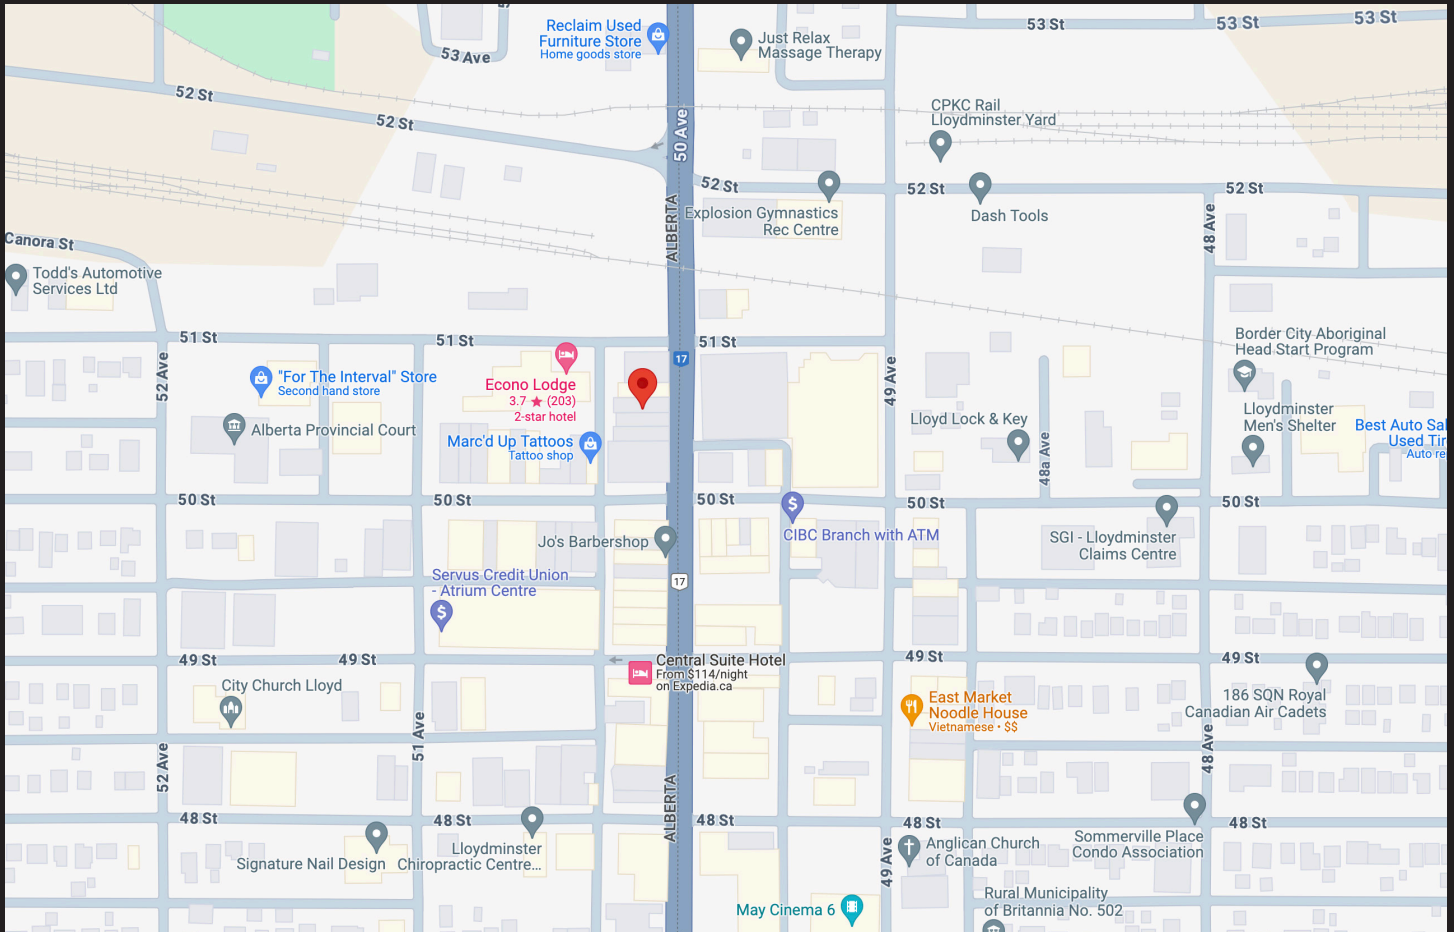 53 St
53 St
53 St
Reclaim Used
Furniture Store
Home goods store
Just Relax
Massage Therapy
53 Ave
52 St
52 St
50 Ave
CPKC Rail
Lloydminster Yard
52 St
52 St
52 St
Explosion Gymnastics
Rec Centre
Dash Tools
48 Ave
ALBERTA
Canora St
Todd's Automotive
Services Ltd
51 St
51 St
51 St
17
52 Ave
"For The Interval" Store
Second hand store
Alberta Provincial Court
Econo Lodge
3.7 ★ (203)
2-star hotel
Marc'd Up Tattoos
Tattoo shop
49 Ave
Lloyd Lock & Key
48a Ave
Border City Aboriginal
Head Start Program
Lloydminster
Men's Shelter
Best Auto Sal
Used Tir
Auto re
50 St
50 St
50 St
50 St
50 St
CIBC Branch with ATM
SGI - Lloydminster
Claims Centre
Jo's Barbershop
17
Servus Credit Union
- Atrium Centre
49 St
49 St
49 St
49 St
Central Suite Hotel
From $114/night
on Expedia.ca
City Church Lloyd
East Market
Noodle House
Vietnamese • $$
186 SQN Royal
Canadian Air Cadets
52 Ave
51 Ave
48 Ave
ALBERTA
48 St
48 St
48 St
48 St
48 St
Signature Nail Design
Lloydminster
Chiropractic Centre...
49 Ave
Anglican Church
of Canada
Sommerville Place
Condo Association
May Cinema 6
Rural Municipality
of Britannia No. 502